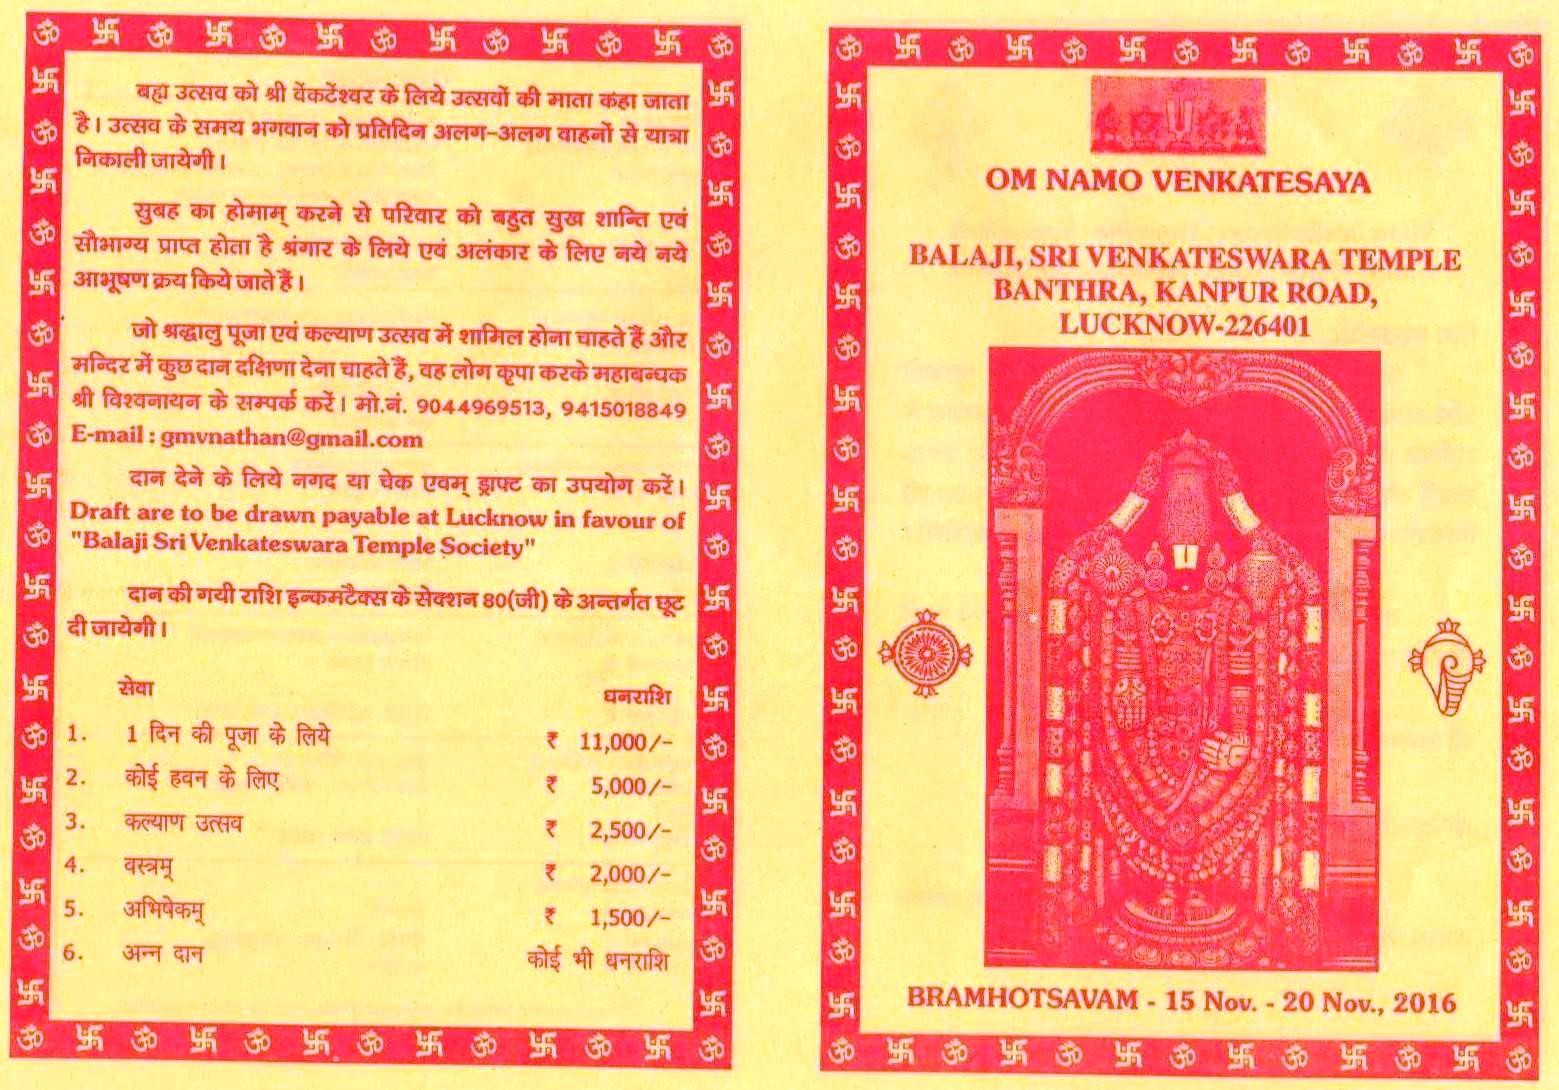 बह्म उत्सव को श्री वेंकटेंश्वर के लिये उत्सवों की माता कहा जाता
है। उत्सव के समय भगवान को प्रतिदिन अलग-अलग वाहनों से यात्रा
निकाली जायेगी।
सुबह का होमाम् करने से परिवार को बहुत सुख शान्ति एवं
सौभाग्य प्राप्त होता है श्रंगार के लिये एवं अलंकार के लिए नये नये
आभूषण क्रय किये जाते हैं।
जो श्रद्धालु पूजा एवं कल्याण उत्सव में शामिल होना चाहते हैं और
मन्दिर में कुछ दान दक्षिणा देना चाहते हैं, वह लोग कृपा करके महाबन्धक
श्री विश्वनाथन के सम्पर्क करें। मो.नं. 9044969513, 9415018849
E-mail : gmvnathan@gmail.com
दान देने के लिये नगद या चेक एवम् ड्राफ्ट का उपयोग करें।
Draft are to be drawn payable at Lucknow in favour of
"Balaji Sri Venkateswara Temple Society"
दान की गयी राशि इन्कमटैक्स के सेक्शन 80(जी) के अन्तर्गत छूट
दी जायेगी।
सेवा धनराशि
1. 1 दिन की पूजा के लिये ₹ 11,000/-
2. कोई हवन के लिए ₹ 5,000/-
3. कल्याण उत्सव ₹ 2,500/-
4. वस्त्रम् ₹ 2,000/-
5. अभिषेकम् ₹ 1,500/-
6. अन्न दान कोई भी धनराशि
OM NAMO VENKATESAYA
BALAJI, SRI VENKATESWARA TEMPLE
BANTHRA, KANPUR ROAD,
LUCKNOW-226401
BRAMHOTSAVAM - 15 Nov. - 20 Nov., 2016